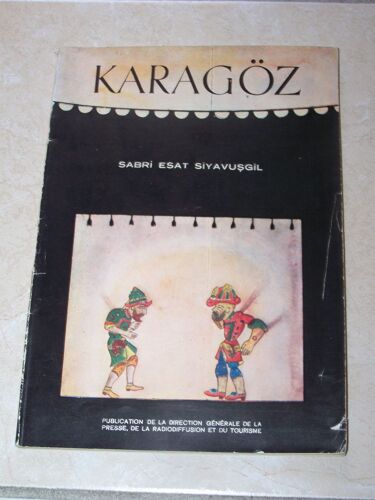 KARAGÖZ
SABRİ ESAT SİYAVUŞGİL
PUBLICATION DE LA DIRECTION GÉNÉRALE DE LA
PRESSE, DE LA RADIODIFFUSION ET DU TOURISME